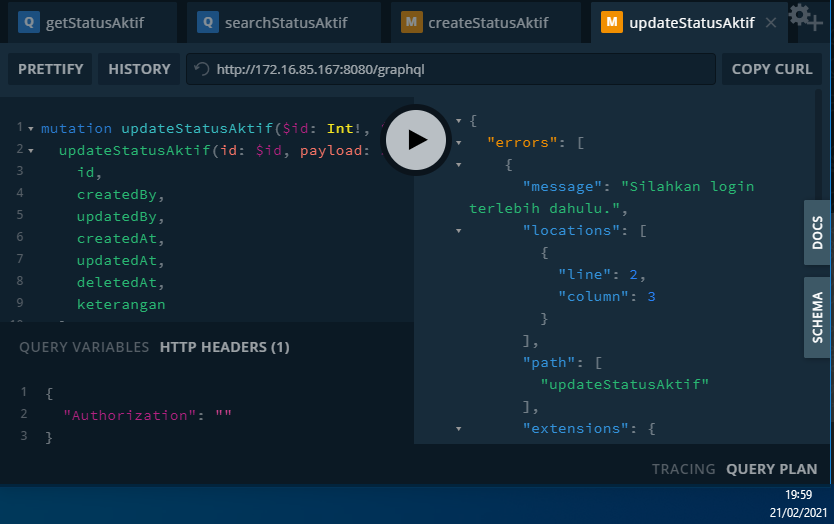 Q getStatusAktif
Q searchStatusAktif
M createStatusAktif
M updateStatusAktif
PRETTIFY
HISTORY
http://172.16.85.167:8080/graphql
COPY CURL
1 mutation updateStatusAktif($id: Int!,
2 updateStatusAktif(id: $id, payload:
3 id,
4 createdBy,
5 updatedBy,
6 createdAt,
7 updatedAt,
8 deletedAt,
9 keterangan
QUERY VARIABLES
HTTP HEADERS (1)
1 {
2 "Authorization": ""
3 }
{
"errors": [
{
"message": "Silahkan login
terlebih dahulu.",
"locations": [
{
"line": 2,
"column": 3
}
],
"path": [
"updateStatusAktif"
],
"extensions": {
DOCS
SCHEMA
TRACING
QUERY PLAN
19:59
21/02/2021